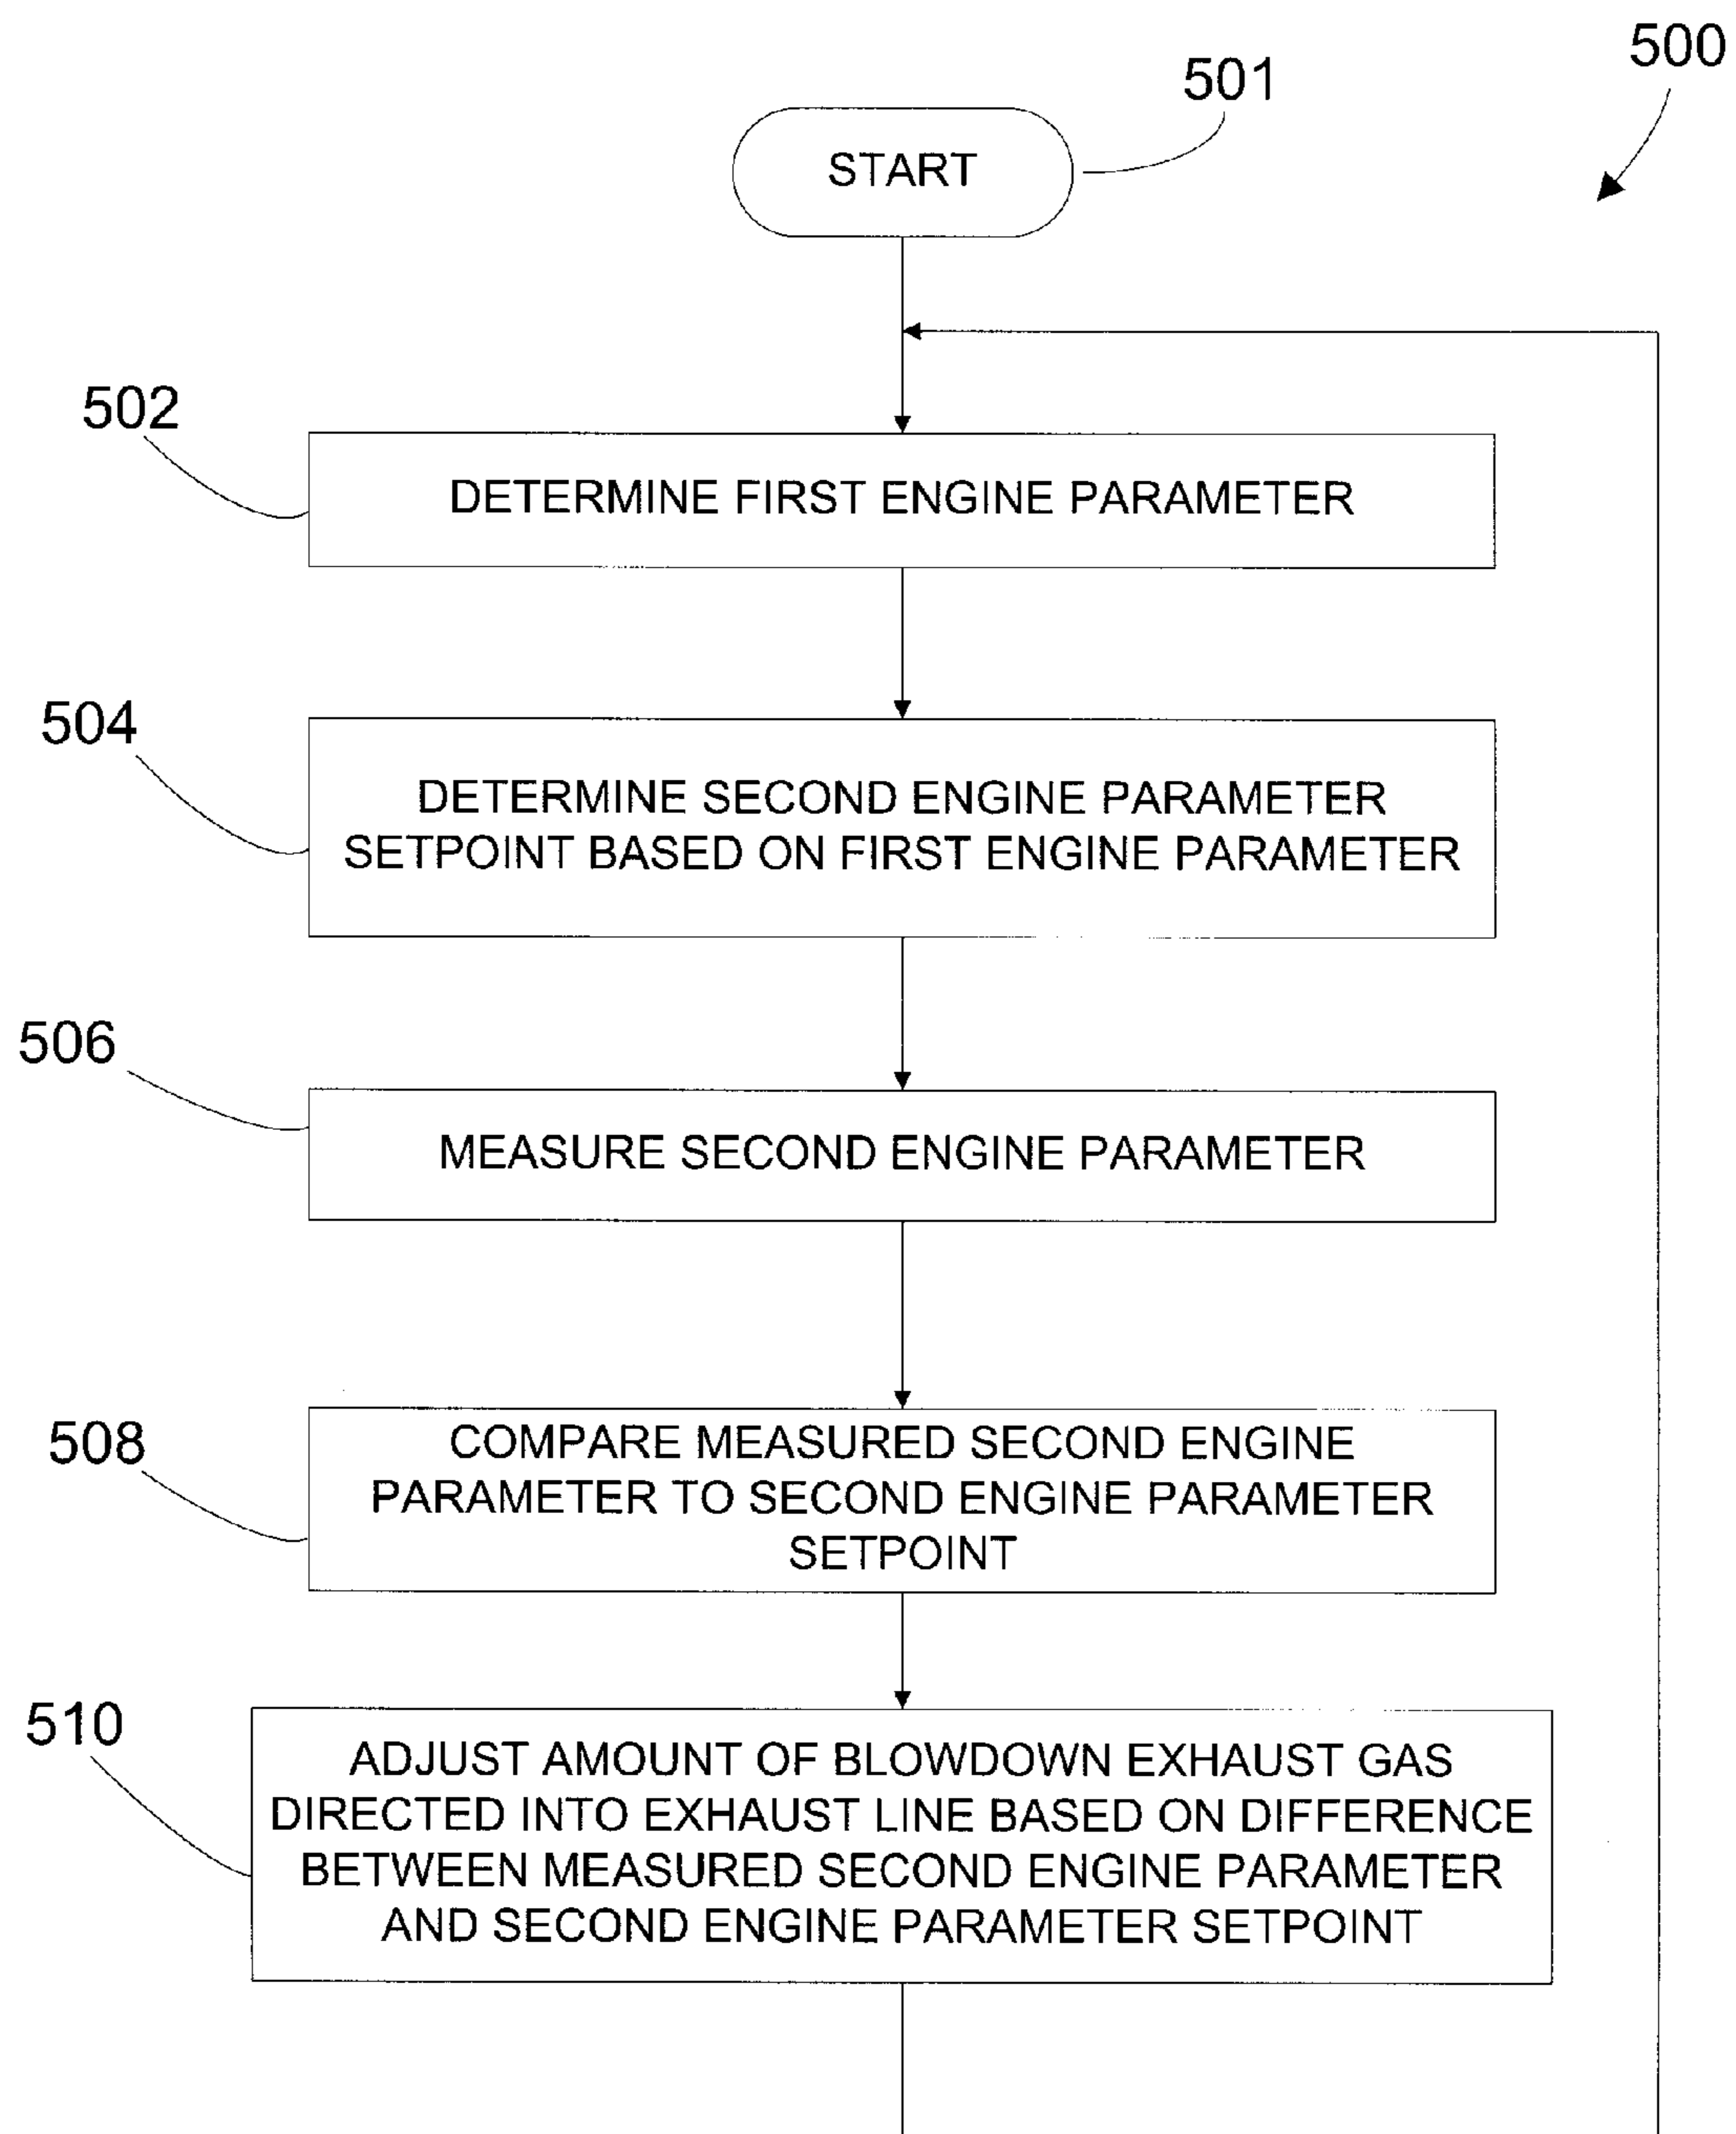 500
501
START
502
DETERMINE FIRST ENGINE PARAMETER
504
DETERMINE SECOND ENGINE PARAMETER
SETPOINT BASED ON FIRST ENGINE PARAMETER
506
MEASURE SECOND ENGINE PARAMETER
508
COMPARE MEASURED SECOND ENGINE
PARAMETER TO SECOND ENGINE PARAMETER
SETPOINT
510
ADJUST AMOUNT OF BLOWDOWN EXHAUST GAS
DIRECTED INTO EXHAUST LINE BASED ON DIFFERENCE
BETWEEN MEASURED SECOND ENGINE PARAMETER
AND SECOND ENGINE PARAMETER SETPOINT